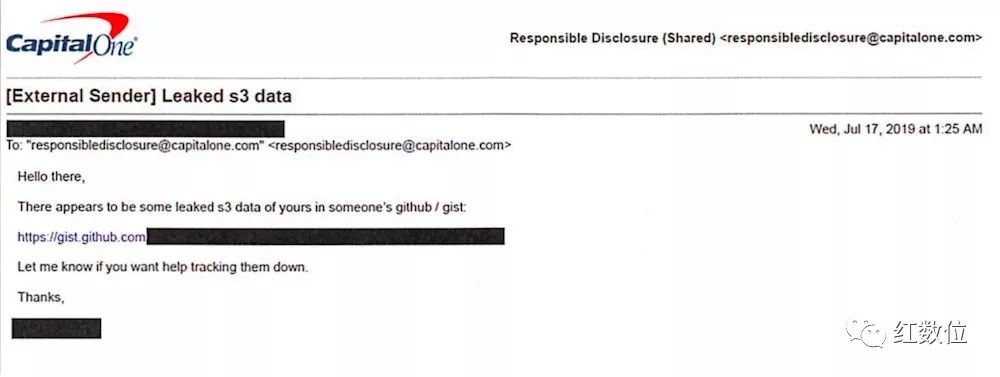 CapitalOne®
Responsible Disclosure (Shared) <responsibledisclosure@capitalone.com>
[External Sender] Leaked s3 data
Wed, Jul 17, 2019 at 1:25 AM
To: "responsibledisclosure@capitalone.com" <responsibledisclosure@capitalone.com>
Hello there,
There appears to be some leaked s3 data of yours in someone's github / gist:
https://gist.github.com
Let me know if you want help tracking them down.
Thanks,
红数位